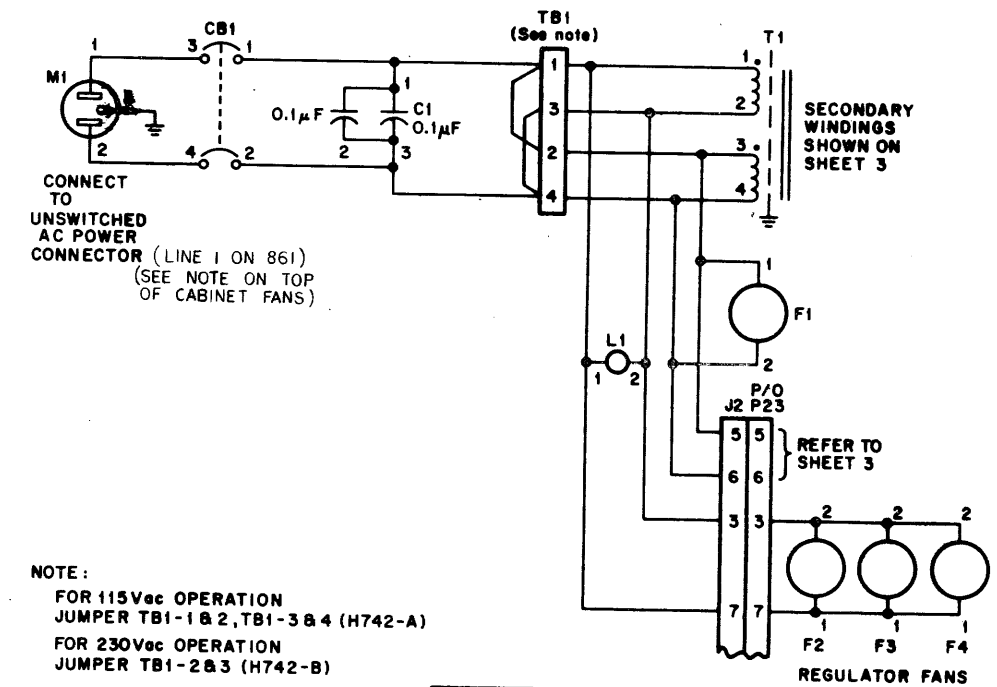 TB1
(See note)
CB1
T1
1
3
1
M1
2
4
2
0.1µF
1
C1
0.1µF
2
3
1
3
2
4
1
2
3
4
SECONDARY
WINDINGS
SHOWN ON
SHEET 3
CONNECT
TO
UNSWITCHED
AC POWER
CONNECTOR (LINE 1 ON 861)
(SEE NOTE ON TOP
OF CABINET FANS)
1
F1
2
L1
1
2
P/O
J2 P23
5 5
6 6
REFER TO
SHEET 3
3 3
7 7
2
2
2
1
1
1
F2
F3
F4
REGULATOR FANS
NOTE:
FOR 115Vac OPERATION
JUMPER TB1-1&2,TB1-3&4 (H742-A)
FOR 230Vac OPERATION
JUMPER TB1-2&3 (H742-B)